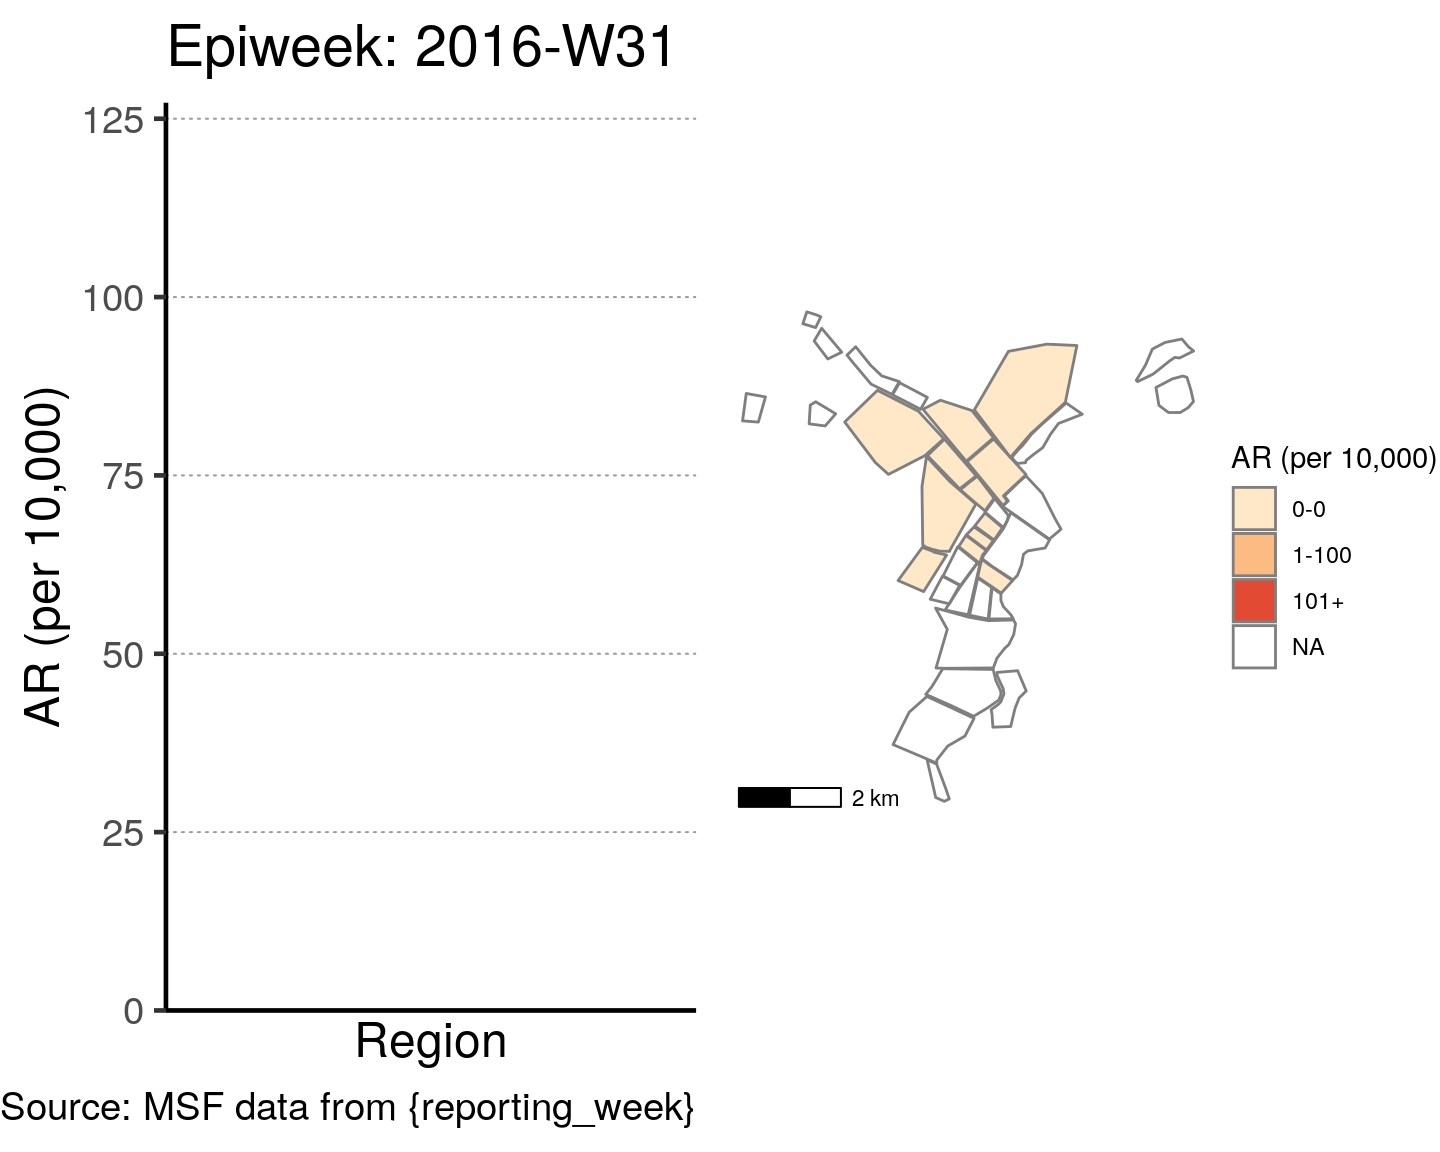 Epiweek: 2016-W31
125
100
75
50
25
0
AR (per 10,000)
Region
Source: MSF data from {reporting_week}
2 km
AR (per 10,000)
0-0
1-100
101+
NA